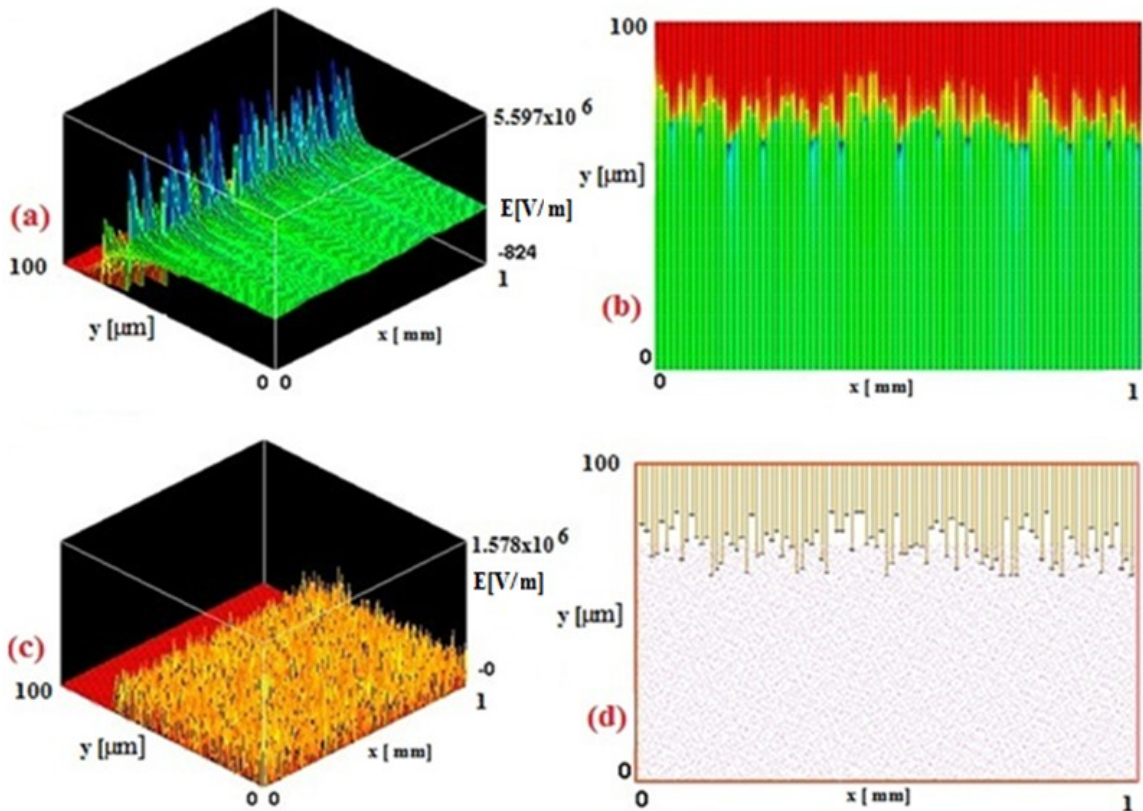 (a)
5.597x10 6
E[V/m]
-824
1
100
y [μm]
x [ mm]
0 0
100
y [μm]
(b)
0
0
x [ mm]
1
(c)
1.578x10 6
E[V/m]
-0
1
100
y [μm]
x [ mm]
0 0
100
y [μm]
(d)
0
0
x [ mm]
1